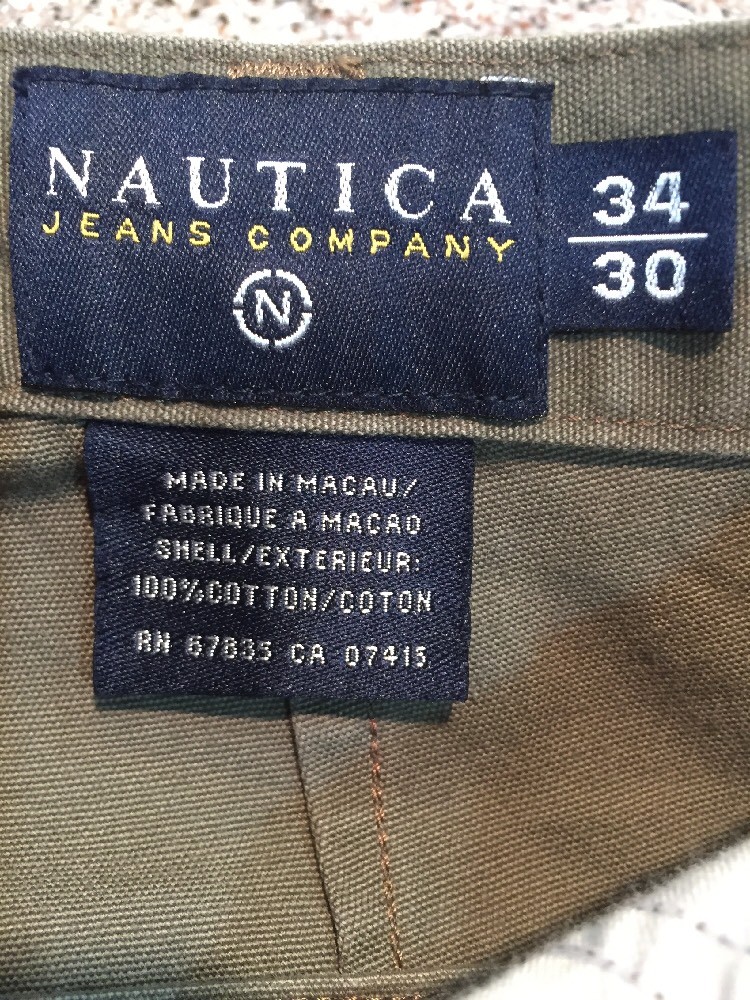 NAUTICA
JEANS COMPANY
N
34
30
MADE IN MACAU/
FABRIQUE A MACAO
SHELL/EXTERIEUR:
100%COTTON/COTON
RN 67835 CA 07415